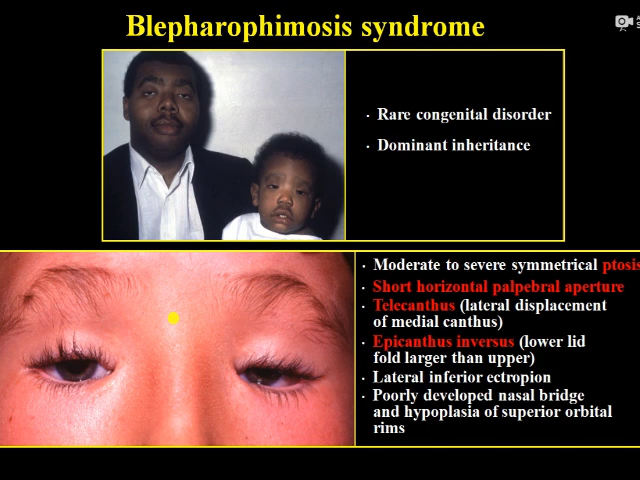 Blepharophimosis syndrome
· Rare congenital disorder
· Dominant inheritance
· Moderate to severe symmetrical ptosis
· Short horizontal palpebral aperture
· Telecanthus (lateral displacement
of medial canthus)
· Epicanthus inversus (lower lid
fold larger than upper)
· Lateral inferior ectropion
· Poorly developed nasal bridge
and hypoplasia of superior orbital
rims